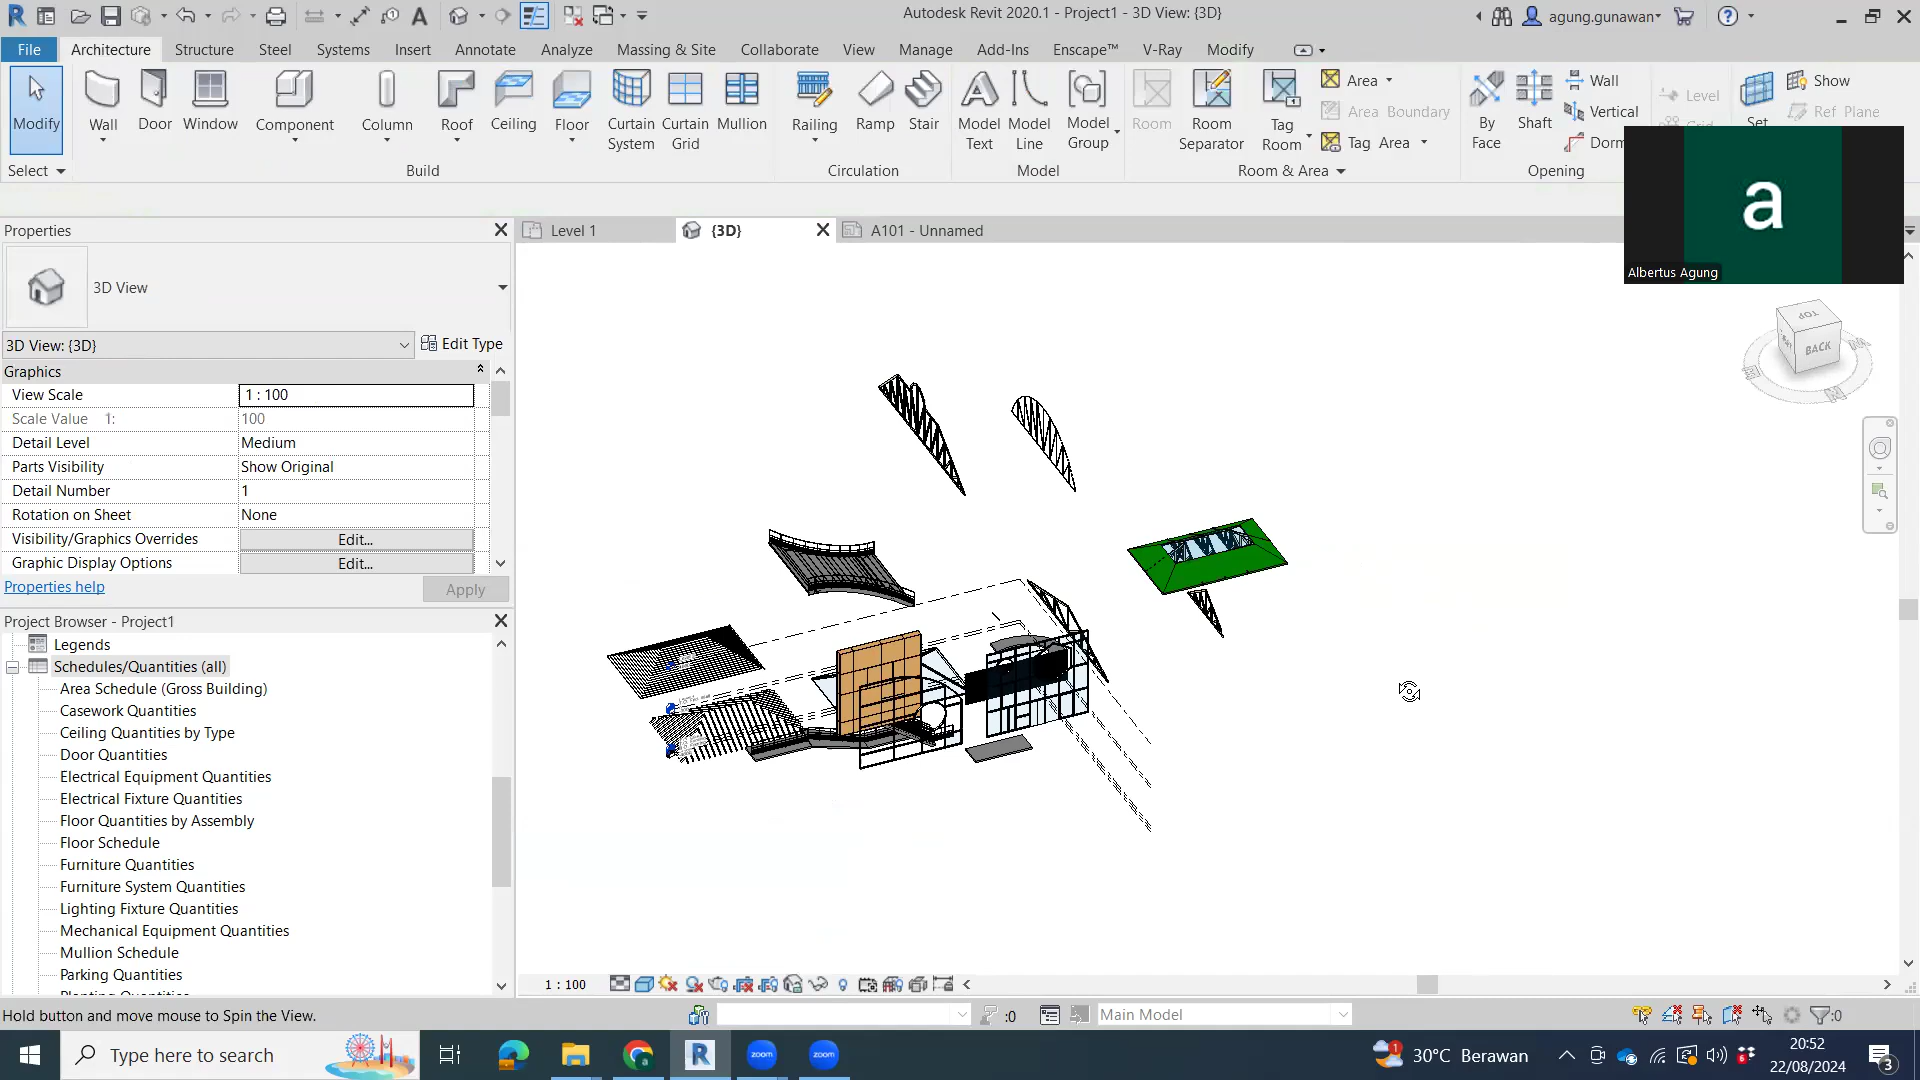 Autodesk Revit 2020.1 - Project1 - 3D View: {3D}
agung.gunawan
File Architecture Structure Steel Systems Insert Annotate Analyze Massing & Site Collaborate View Manage Add-Ins Enscape™ V-Ray Modify
Modify Wall Door Window Component Column Roof Ceiling Floor Curtain System Curtain Grid Mullion Railing Ramp Stair Model Text Model Line Model Group Room Room Separator Tag Room
Area
Area Boundary
Tag Area
By Face
Shaft
Wall
Vertical
Level
Set
Show
Ref Plane
Select Build Circulation Model Room & Area Opening
a
Albertus Agung
Properties
Level 1
{3D}
A101 - Unnamed
3D View
3D View: {3D}
Edit Type
Graphics
View Scale 1 : 100
Scale Value 1: 100
Detail Level Medium
Parts Visibility Show Original
Detail Number 1
Rotation on Sheet None
Visibility/Graphics Overrides Edit...
Graphic Display Options Edit...
Properties help
Apply
TOP
BACK
Project Browser - Project1
Legends
Schedules/Quantities (all)
Area Schedule (Gross Building)
Casework Quantities
Ceiling Quantities by Type
Door Quantities
Electrical Equipment Quantities
Electrical Fixture Quantities
Floor Quantities by Assembly
Floor Schedule
Furniture Quantities
Furniture System Quantities
Lighting Fixture Quantities
Mechanical Equipment Quantities
Mullion Schedule
Parking Quantities
1 : 100
Hold button and move mouse to Spin the View.
:0
Main Model
:0
Type here to search
zoom
zoom
1
30°C Berawan
6
20:52
22/08/2024
3